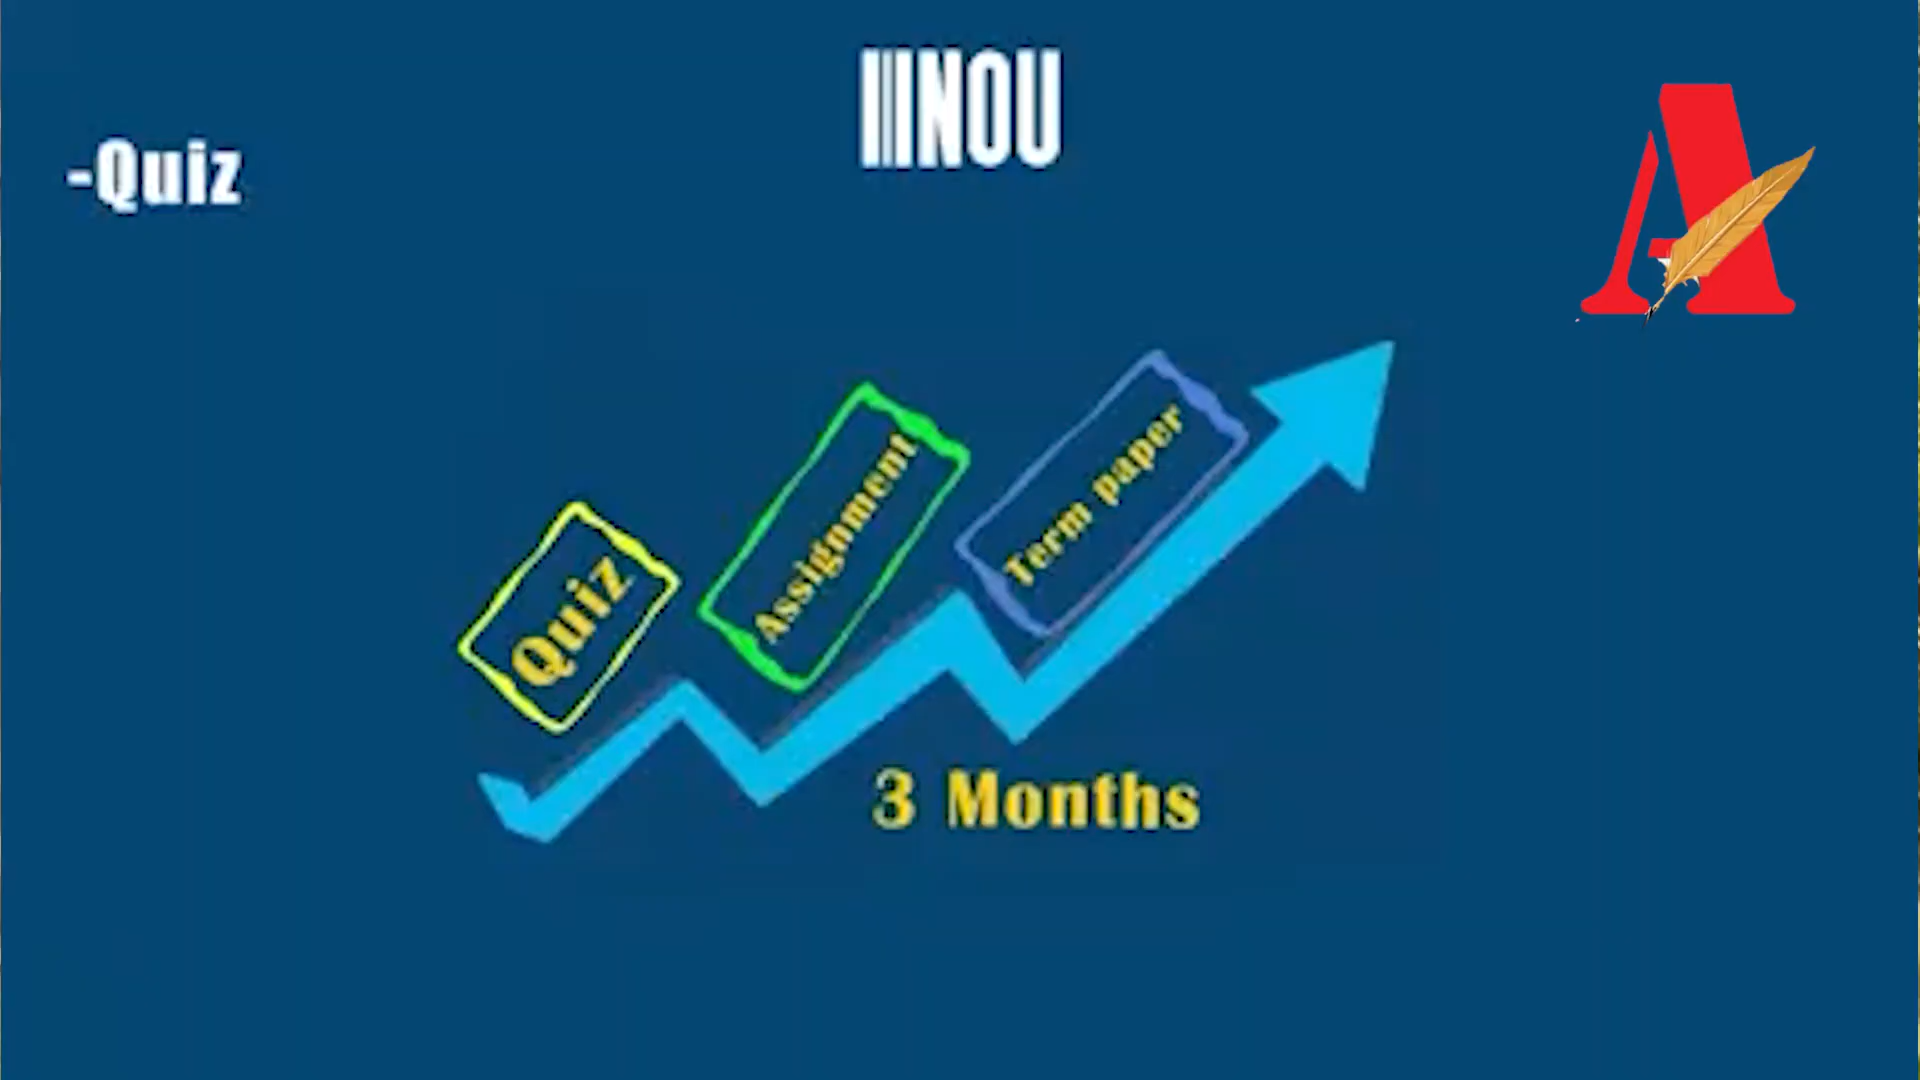 IIINOU
-Quiz
Quiz
Assignment
Term paper
3 Months
A